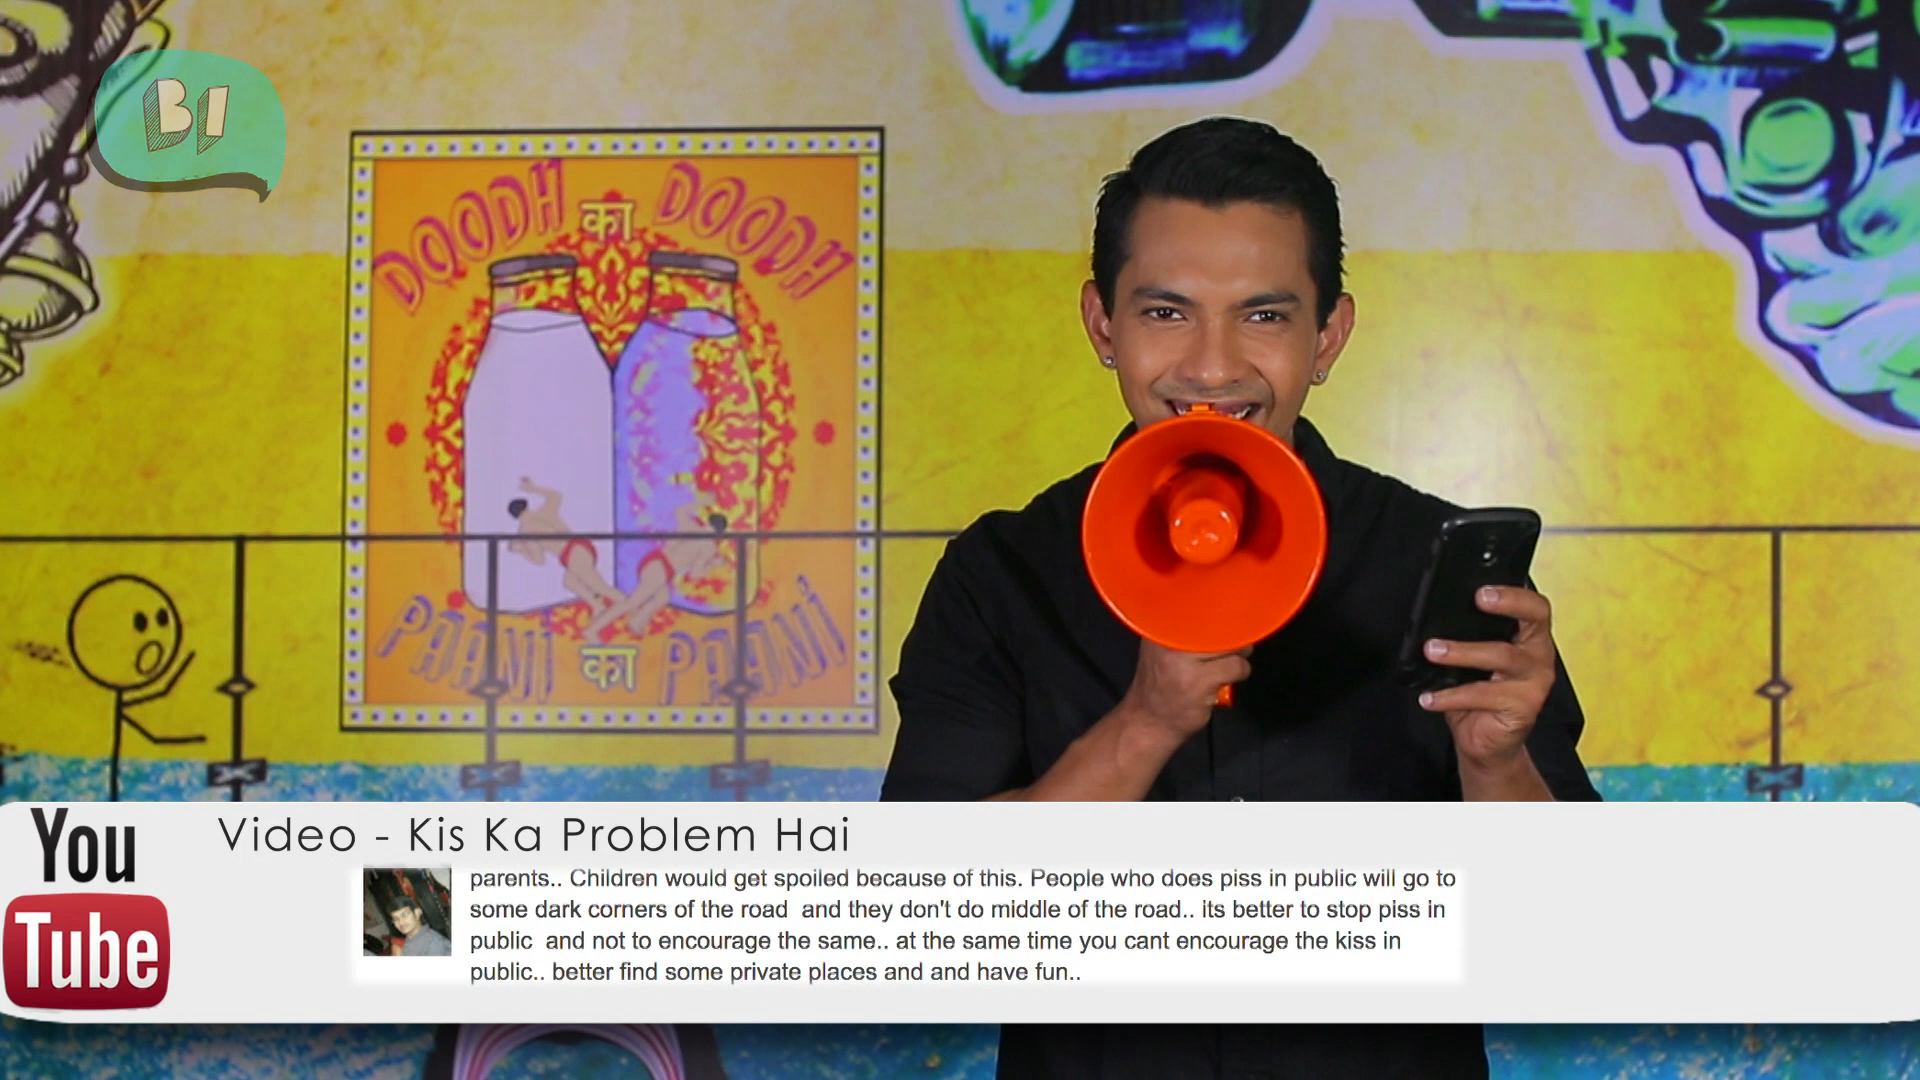 BI
DOODH का DOODH
PAANI का PAANI
You
Tube
Video - Kis Ka Problem Hai
parents.. Children would get spoiled because of this. People who does piss in public will go to
some dark corners of the road  and they don't do middle of the road.. its better to stop piss in
public  and not to encourage the same.. at the same time you cant encourage the kiss in
public.. better find some private places and and have fun..